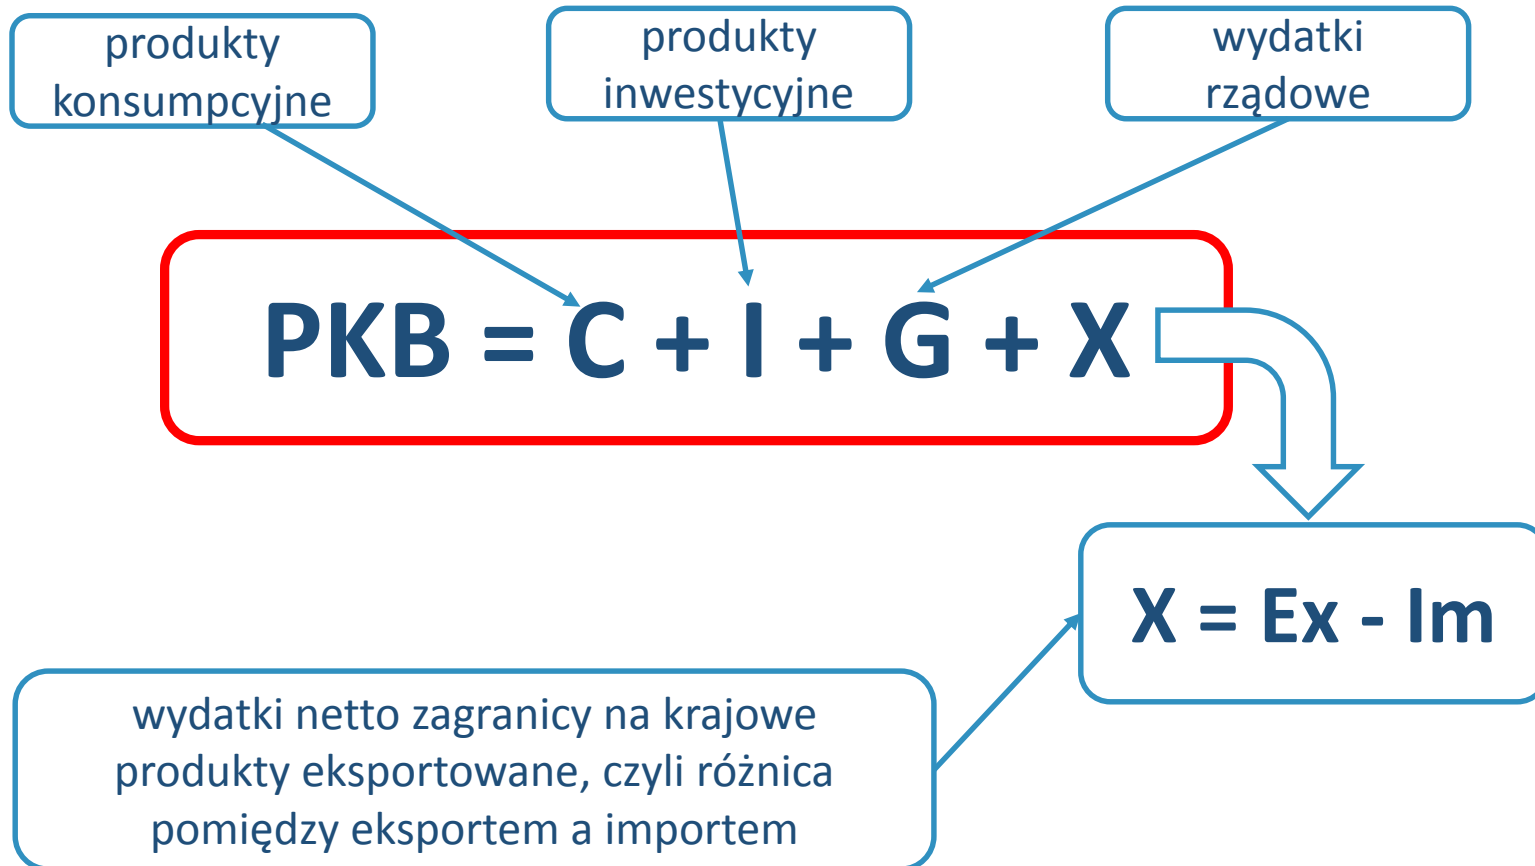 produkty
konsumpcyjne
produkty
inwestycyjne
wydatki
rządowe
PKB = C + I + G + X
X = Ex - Im
wydatki netto zagranicy na krajowe
produkty eksportowane, czyli różnica
pomiędzy eksportem a importem